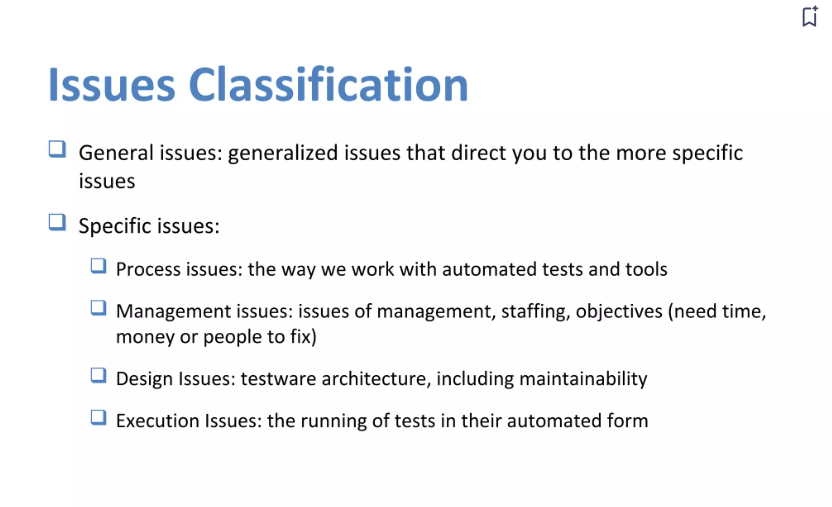 Issues Classification
General issues: generalized issues that direct you to the more specific
issues
Specific issues:
Process issues: the way we work with automated tests and tools
Management issues: issues of management, staffing, objectives (need time,
money or people to fix)
Design Issues: testware architecture, including maintainability
Execution Issues: the running of tests in their automated form